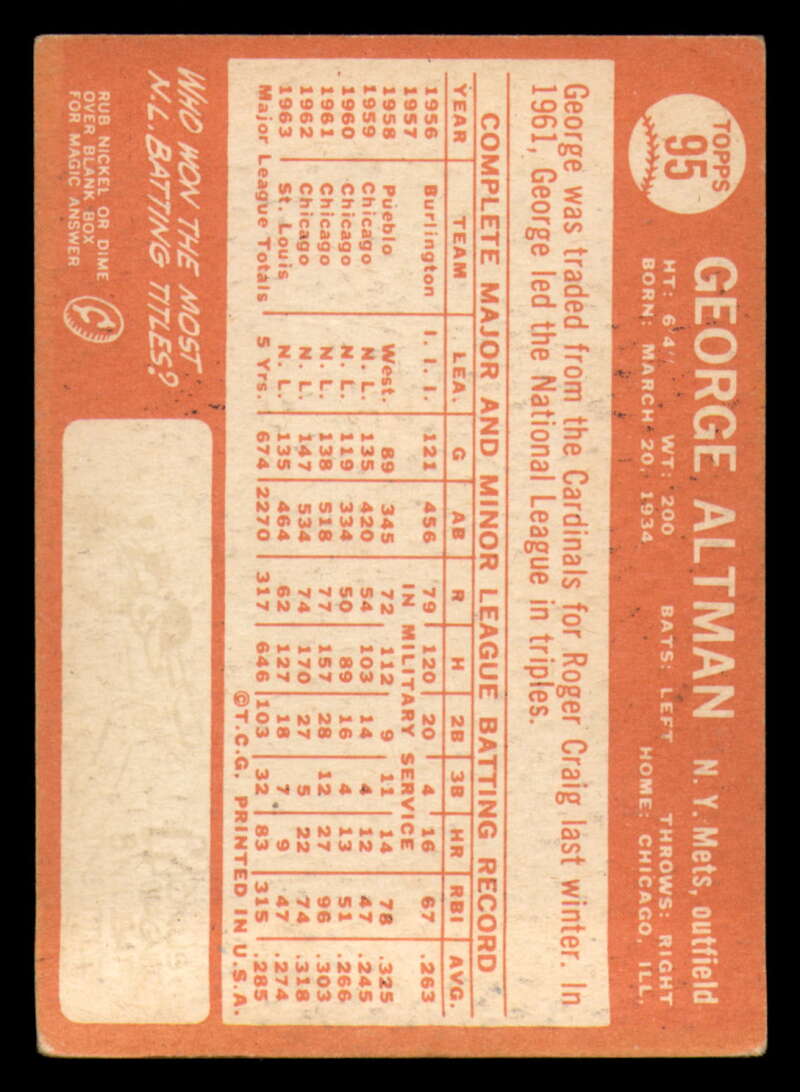 TOPPS
95
GEORGE ALTMAN N. Y. Mets, outfield
HT: 6'4" WT: 200 BATS: LEFT THROWS: RIGHT
BORN: MARCH 20, 1934 HOME: CHICAGO, ILL,
George was traded from the Cardinals for Roger Craig last winter. In
1961, George led the National League in triples.
COMPLETE MAJOR AND MINOR LEAGUE BATTING RECORD
YEAR TEAM LEA. G AB R H 2B 3B HR RBI AVG.
1956 Burlington I. I. I. 121 456 79 120 20 4 16 67 .263
1957 IN MILITARY SERVICE
1958 Pueblo West. 89 345 72 112 9 11 14 78 .325
1959 Chicago N. L. 135 420 54 103 14 4 12 47 .245
1960 Chicago N. L. 119 334 50 89 16 4 13 51 .266
1961 Chicago N. L. 138 518 77 157 28 12 27 96 .303
1962 Chicago N. L. 147 534 74 170 27 5 22 74 .318
1963 St. Louis N. L. 135 464 62 127 18 7 9 47 .274
Major League Totals 5 Yrs. 674 2270 317 646 103 32 83 315 .285
©T.C.G. PRINTED IN U.S.A.
WHO WON THE MOST
N.L. BATTING TITLES?
RUB NICKEL OR DIME
OVER BLANK BOX
FOR MAGIC ANSWER